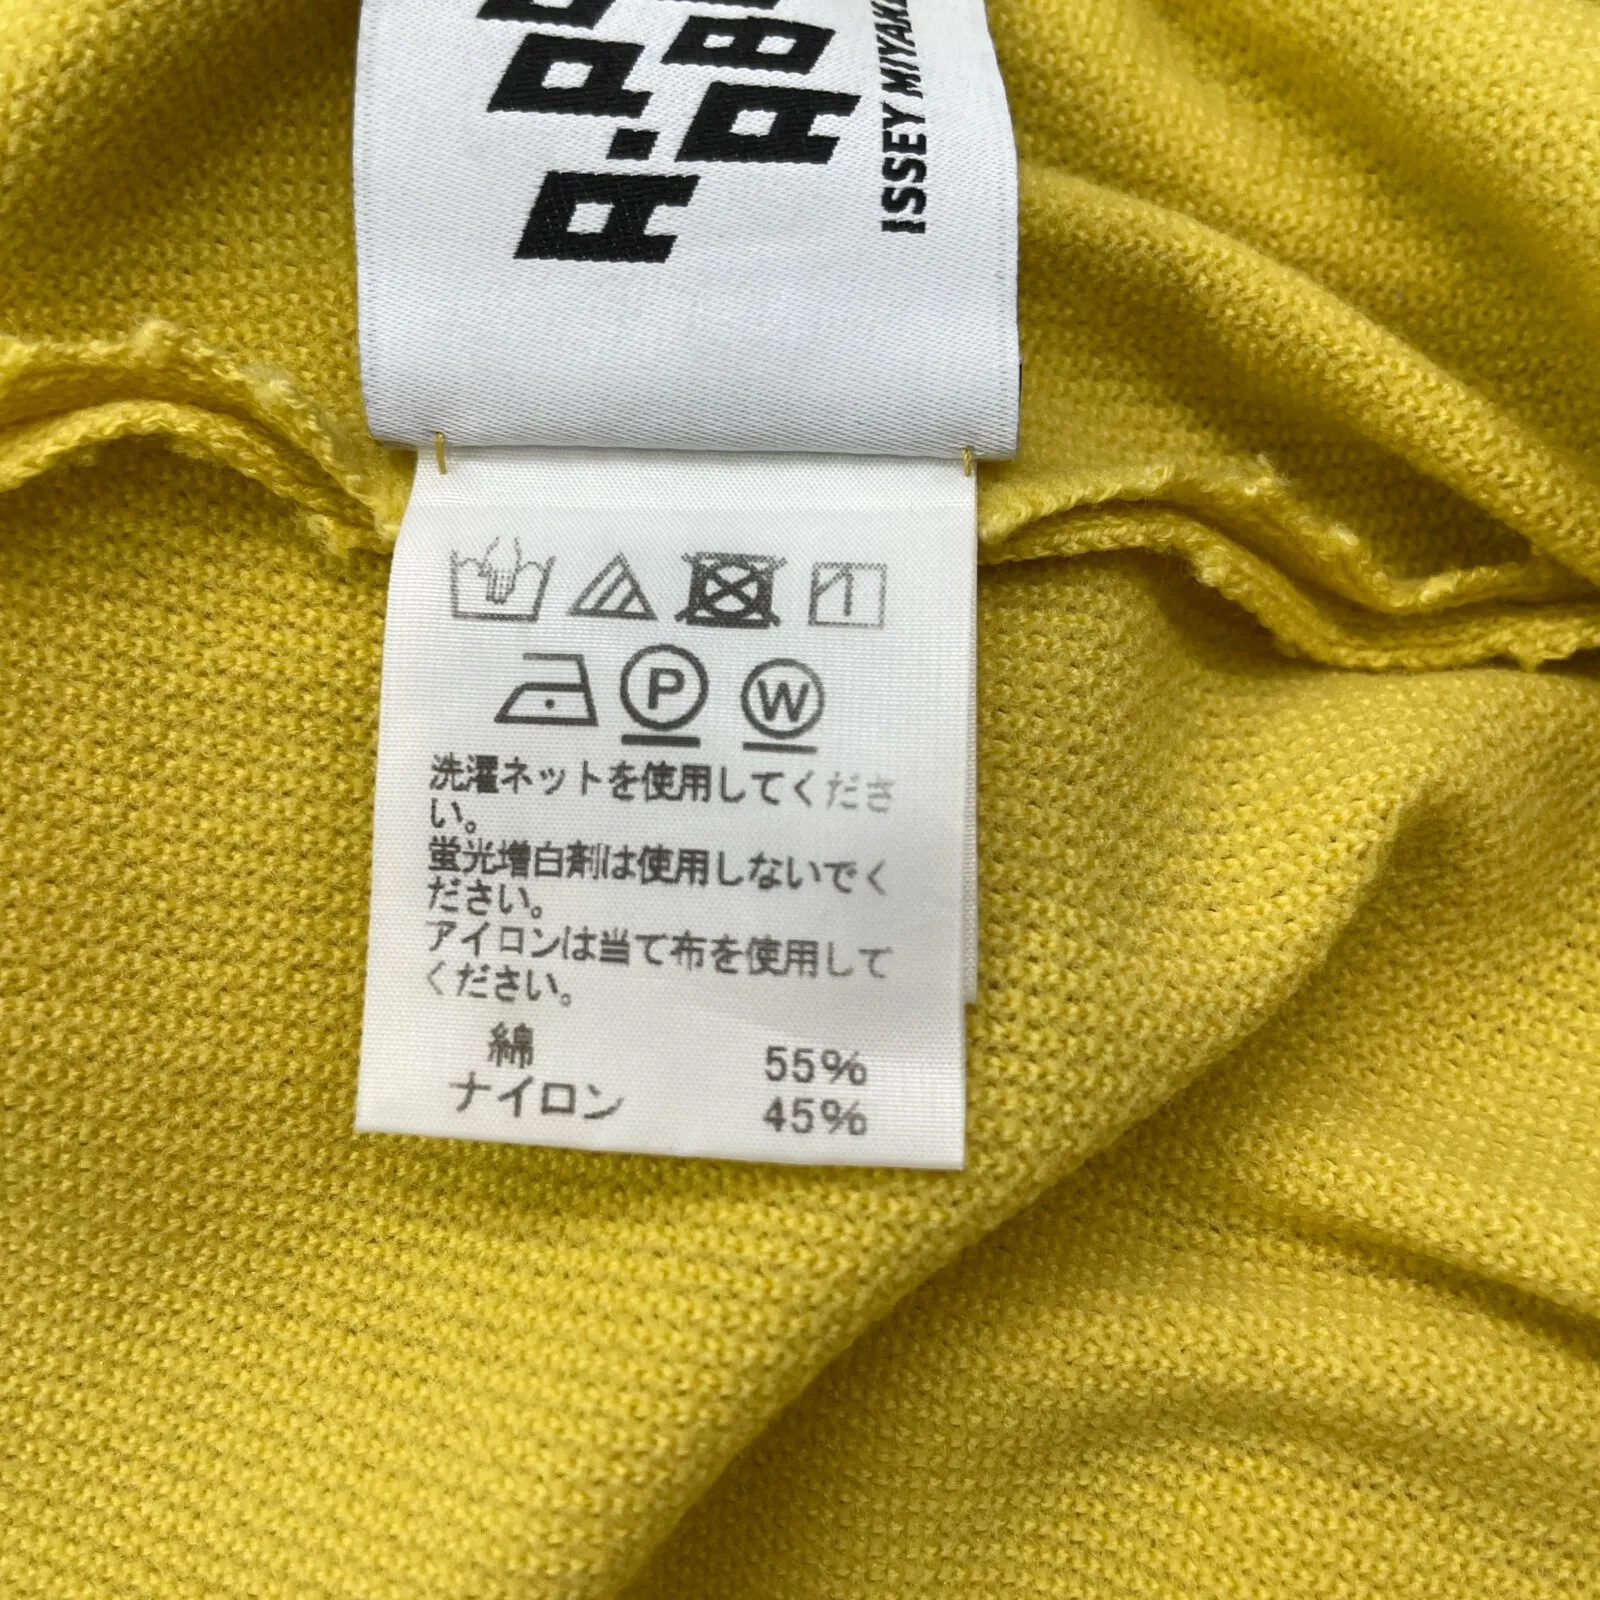 ISSEY MIYAKE
P
W
洗濯ネットを使用してくださ
い。
蛍光増白剤は使用しないでく
ださい。
アイロンは当て布を使用して
ください。
綿 55%
ナイロン 45%